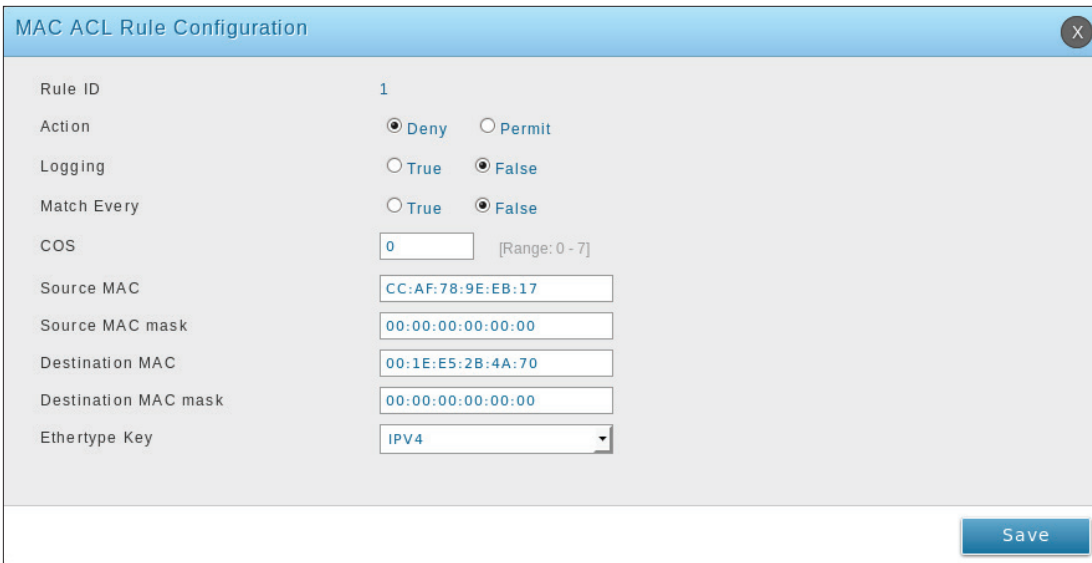 MAC ACL Rule Configuration X
Rule ID 1
Action Deny Permit
Logging True False
Match Every True False
COS 0 [Range: 0 - 7]
Source MAC CC:AF:78:9E:EB:17
Source MAC mask 00:00:00:00:00:00
Destination MAC 00:1E:E5:2B:4A:70
Destination MAC mask 00:00:00:00:00:00
Ethertype Key IPV4
Save